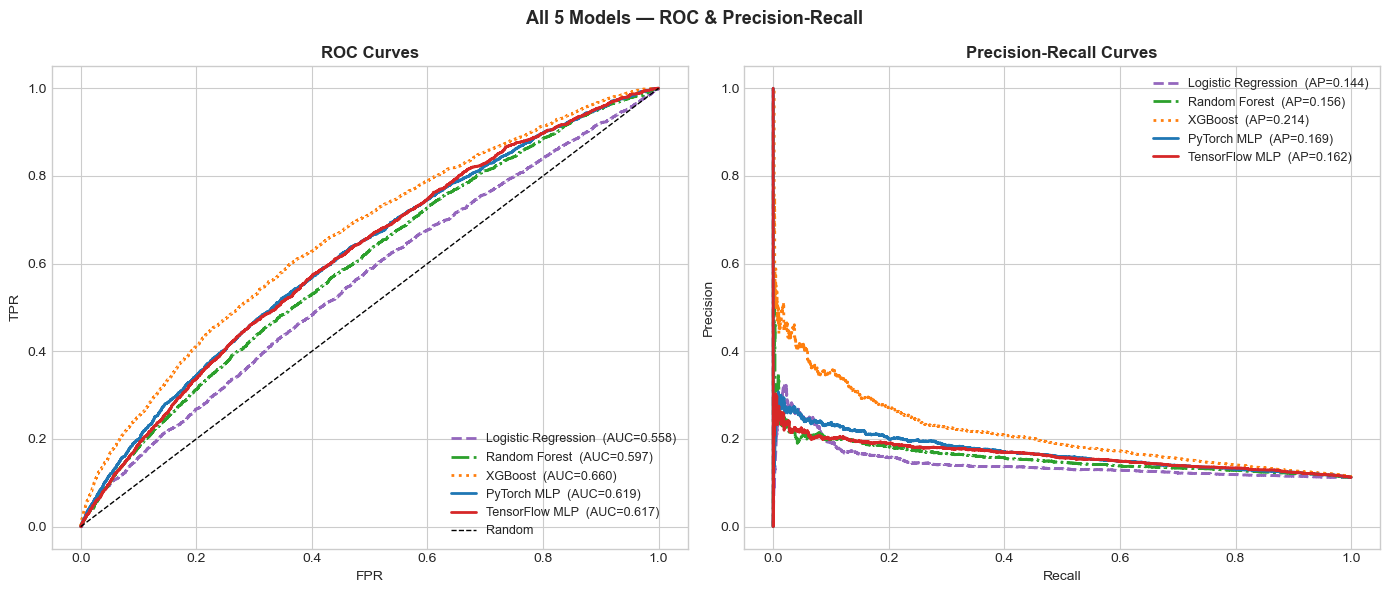 All 5 Models — ROC & Precision-Recall
ROC Curves
1.0
0.8
0.6
0.4
0.2
0.0
TPR
0.0 0.2 0.4 0.6 0.8 1.0
FPR
Logistic Regression (AUC=0.558)
Random Forest (AUC=0.597)
XGBoost (AUC=0.660)
PyTorch MLP (AUC=0.619)
TensorFlow MLP (AUC=0.617)
Random
Precision-Recall Curves
1.0
0.8
0.6
0.4
0.2
0.0
Precision
0.0 0.2 0.4 0.6 0.8 1.0
Recall
Logistic Regression (AP=0.144)
Random Forest (AP=0.156)
XGBoost (AP=0.214)
PyTorch MLP (AP=0.169)
TensorFlow MLP (AP=0.162)